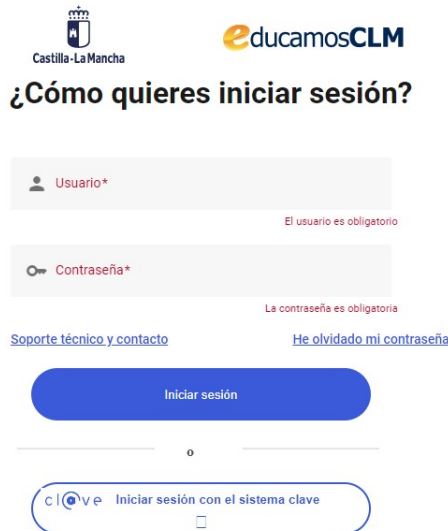 Castilla-La Mancha
educamosCLM
¿Cómo quieres iniciar sesión?
Usuario*
El usuario es obligatorio
Contraseña*
La contraseña es obligatoria
Soporte técnico y contacto He olvidado mi contraseña
Iniciar sesión
o
cl@ve Iniciar sesión con el sistema clave